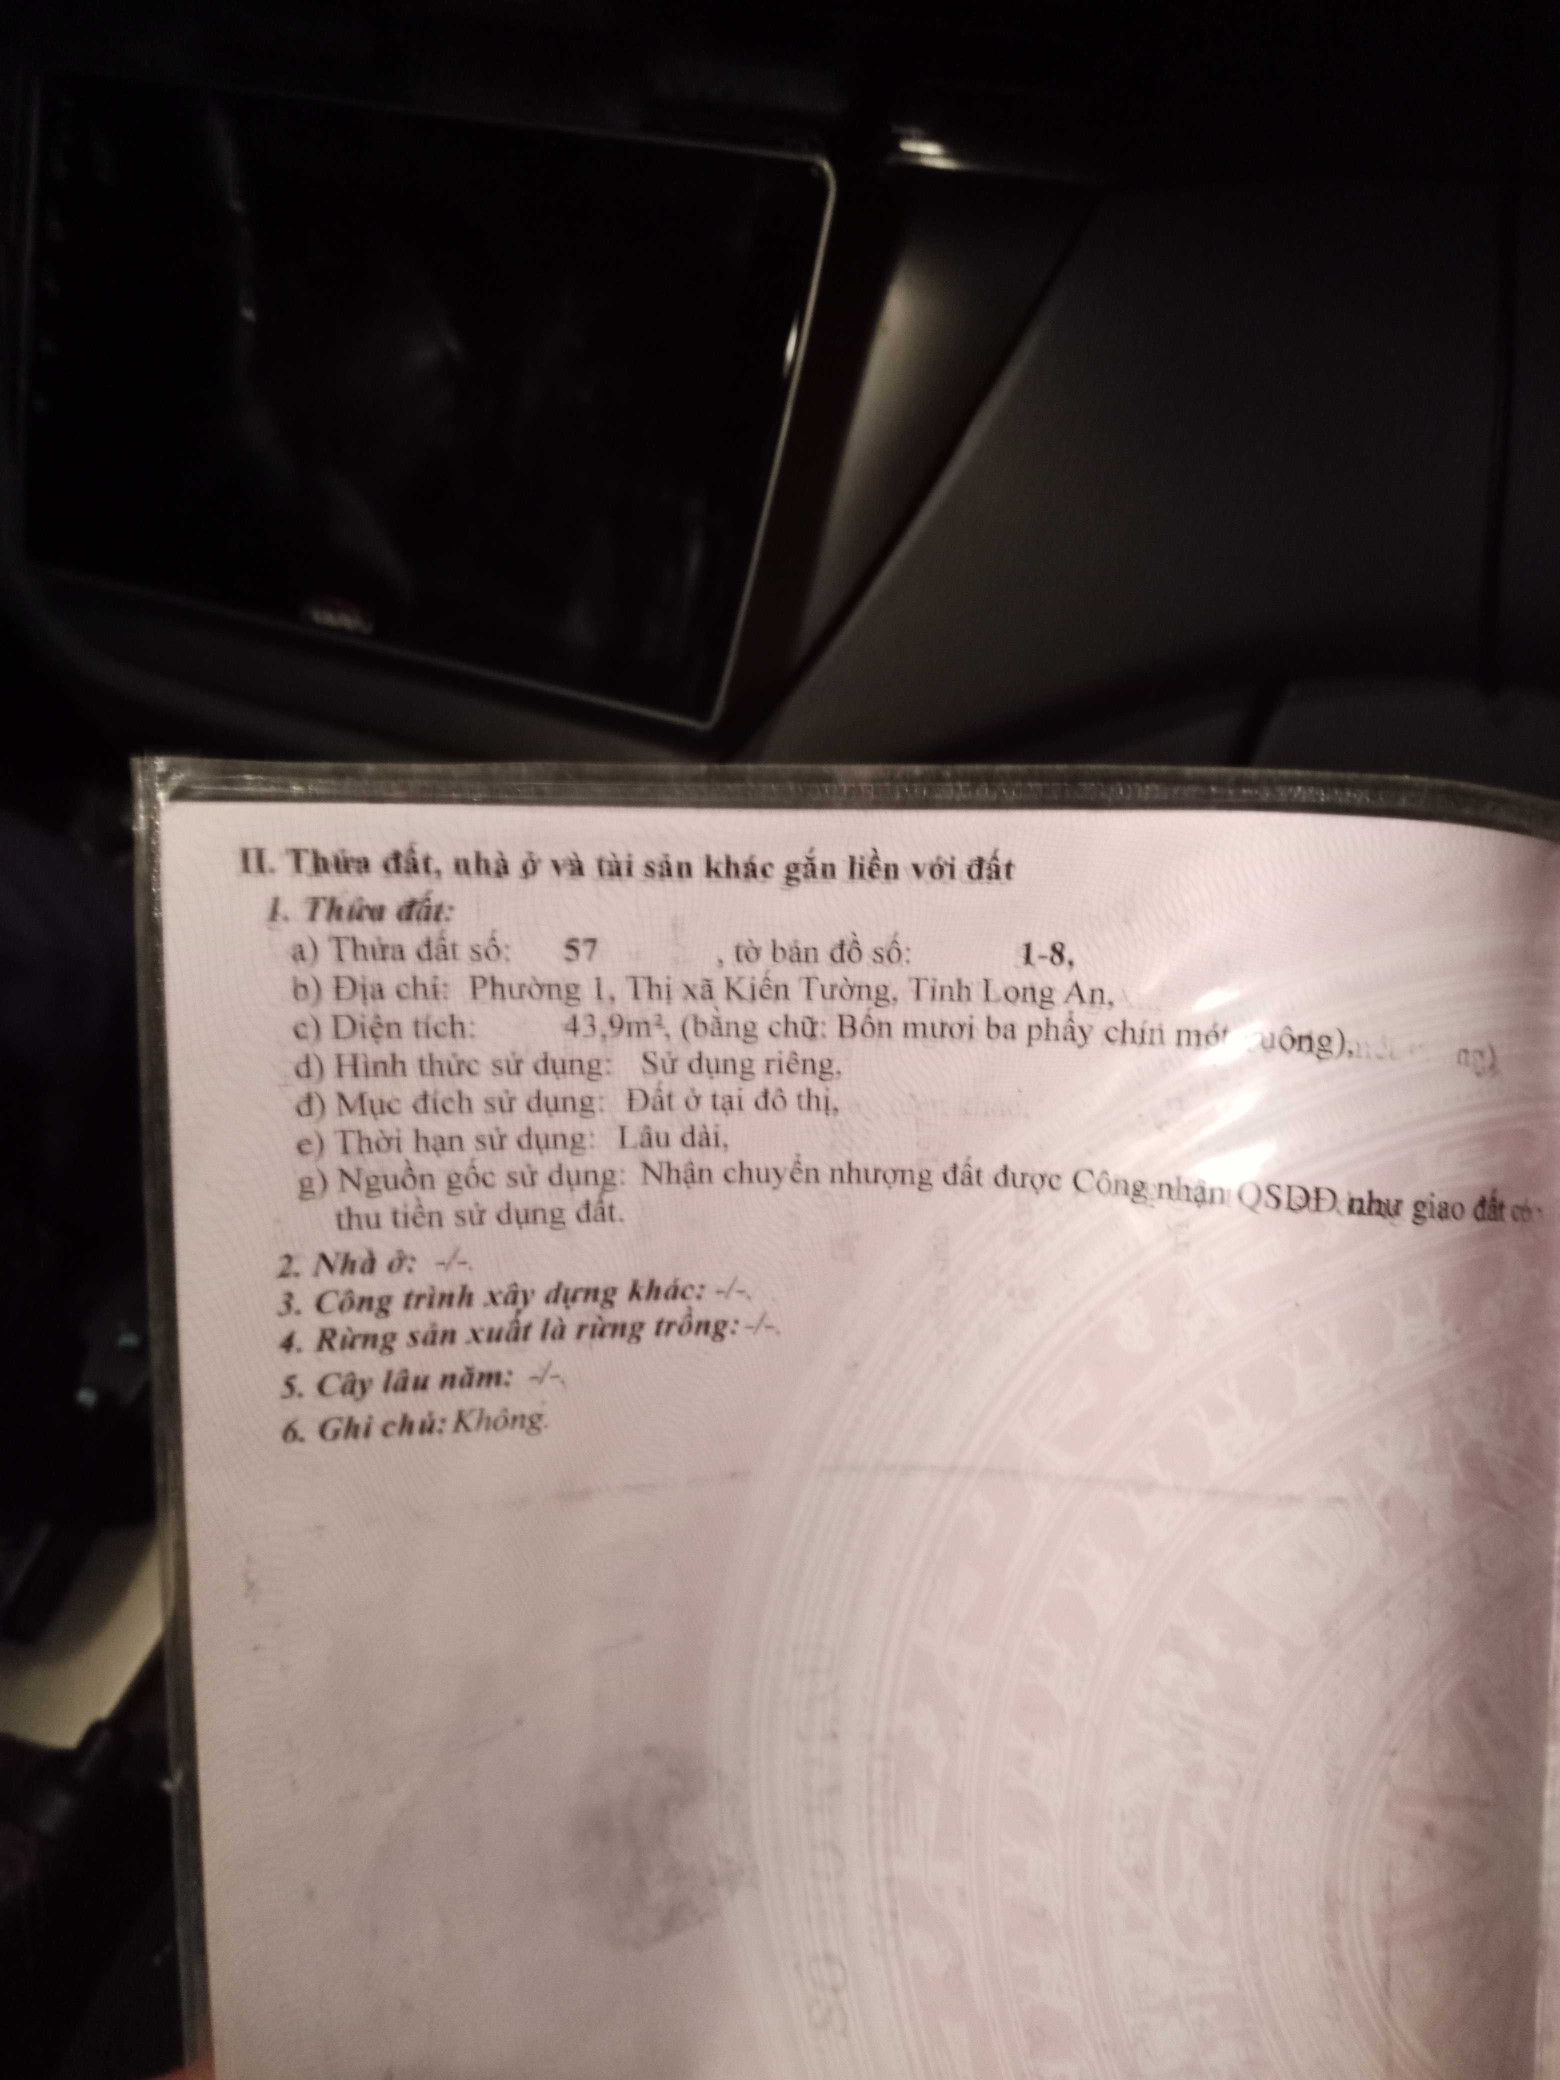 II. Thửa đất, nhà ở và tài sản khác gắn liền với đất
1. Thửa đất:
a) Thửa đất số: 57 , tờ bản đồ số: 1-8,
b) Địa chỉ: Phường 1, Thị xã Kiến Tường, Tỉnh Long An,
c) Diện tích: 43,9m², (bằng chữ: Bốn mươi ba phẩy chín mét vuông),
d) Hình thức sử dụng: Sử dụng riêng,
đ) Mục đích sử dụng: Đất ở tại đô thị,
e) Thời hạn sử dụng: Lâu dài,
g) Nguồn gốc sử dụng: Nhận chuyển nhượng đất được Công nhận QSDĐ như giao đất có
thu tiền sử dụng đất.
2. Nhà ở: -/-.
3. Công trình xây dựng khác: -/-.
4. Rừng sản xuất là rừng trồng: -/-.
5. Cây lâu năm: -/-.
6. Ghi chú: Không.